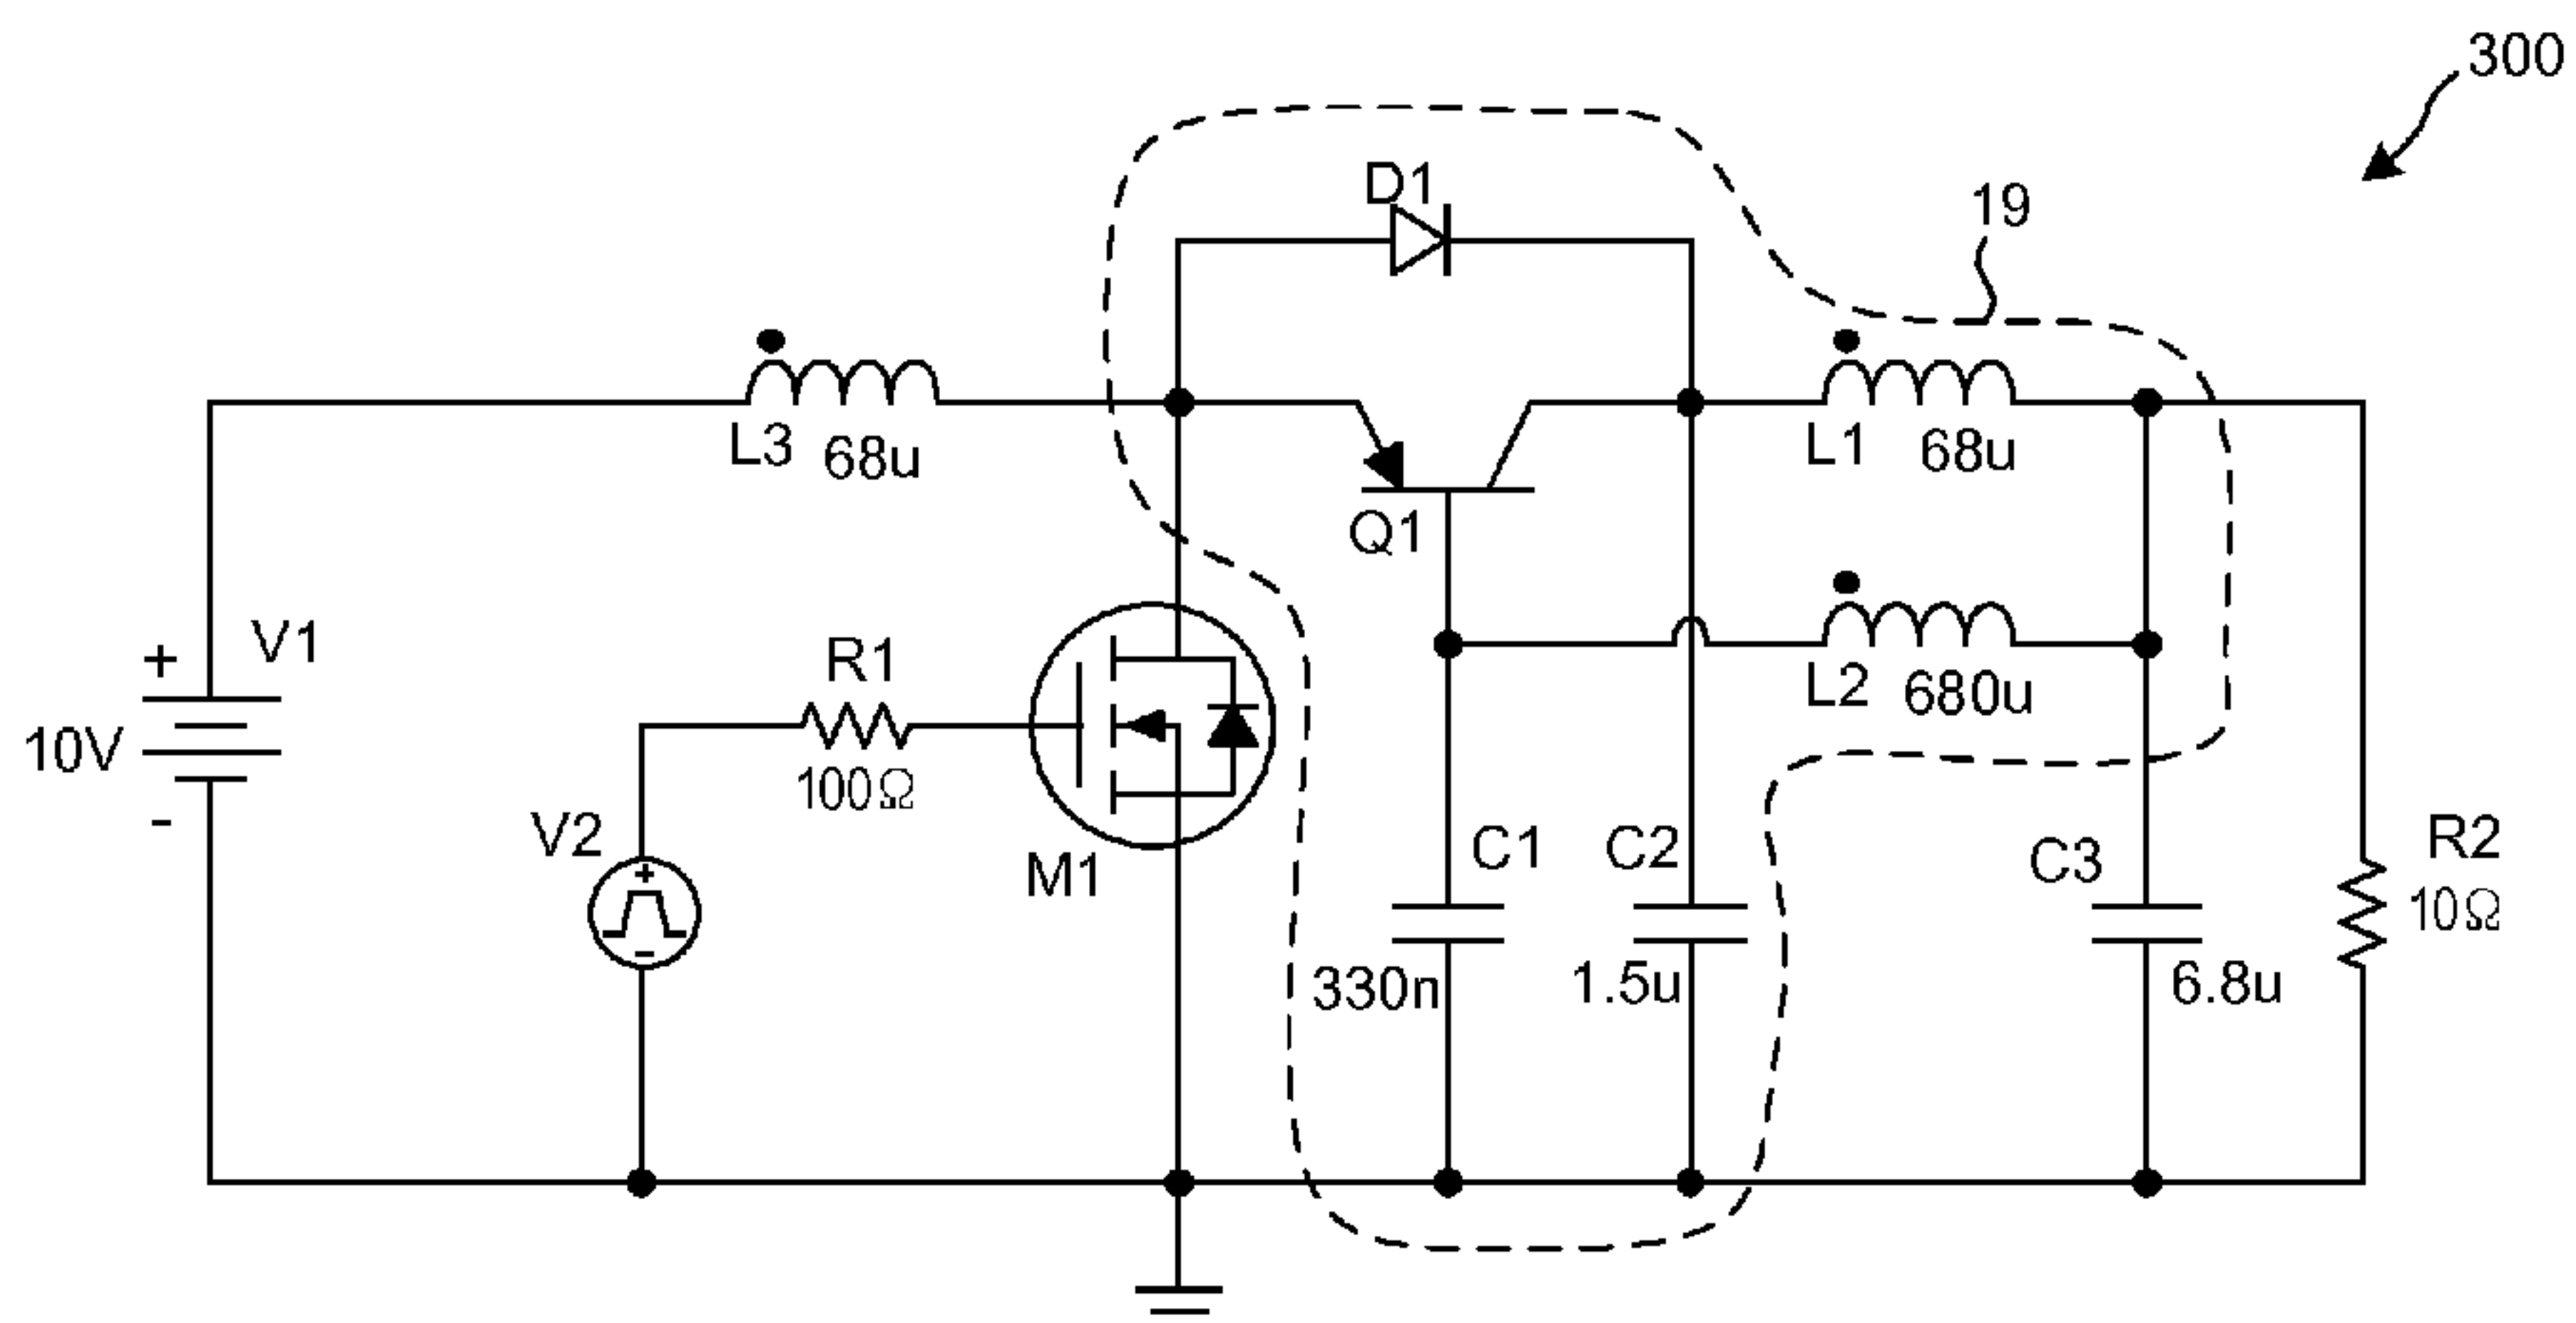 300
19
D1
L3 68u
L1 68u
Q1
L2 680u
+
V1
10V
-
R1
100Ω
V2
+
-
M1
C1
330n
C2
1.5u
C3
6.8u
R2
10Ω